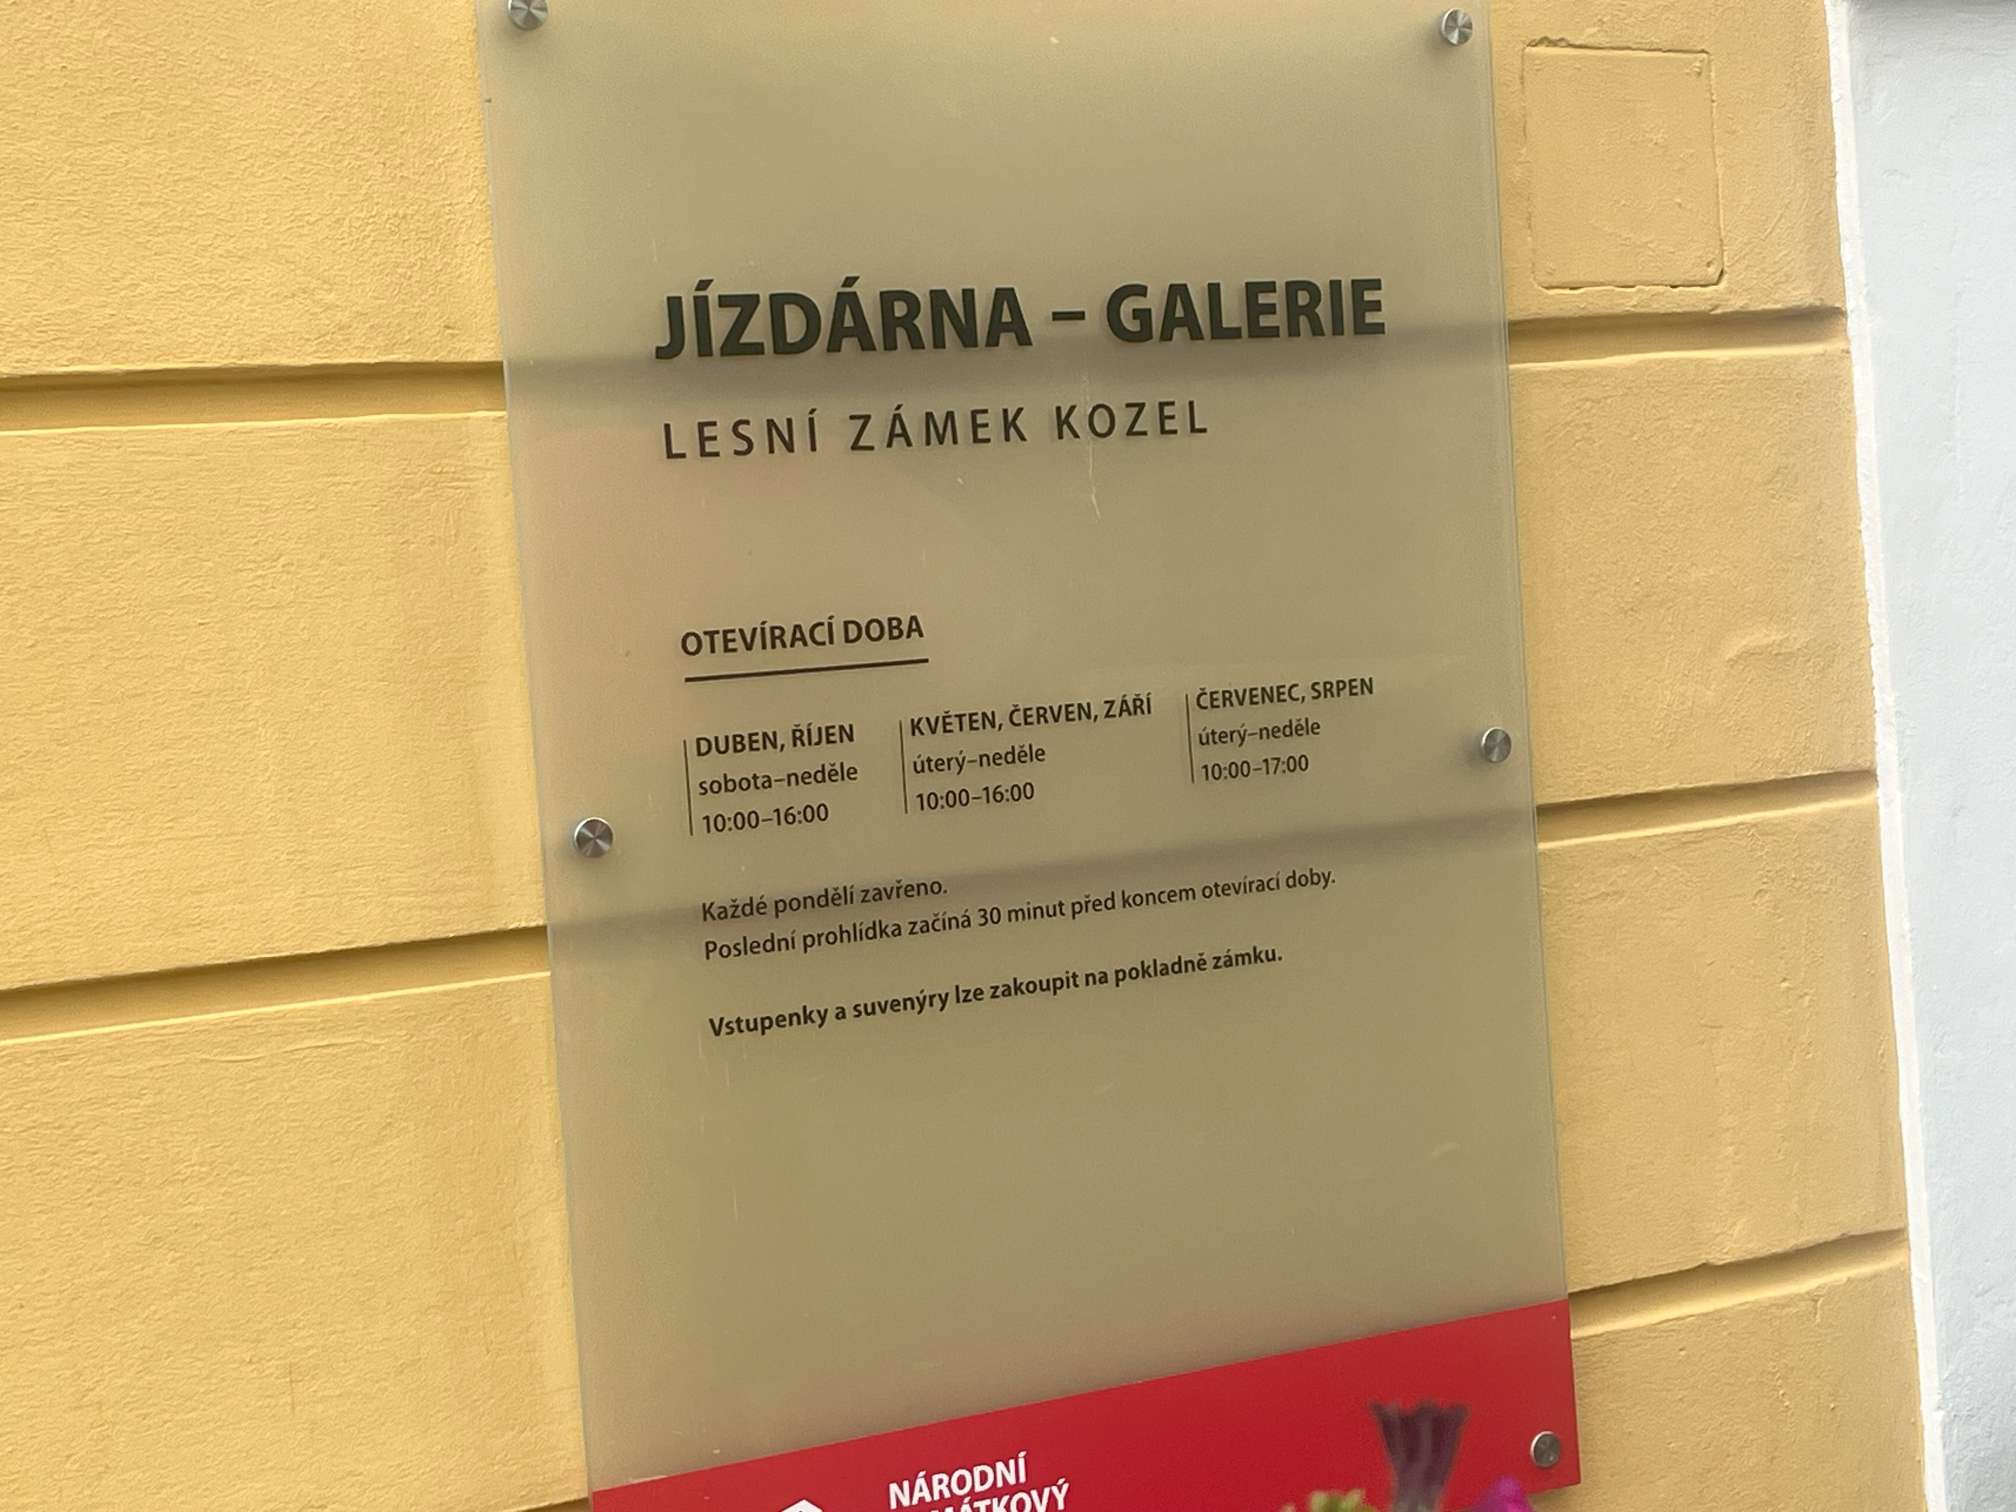 JÍZDÁRNA – GALERIE
LESNÍ ZÁMEK KOZEL
OTEVÍRACÍ DOBA
DUBEN, ŘÍJEN
sobota–neděle
10:00–16:00
KVĚTEN, ČERVEN, ZÁŘÍ
úterý–neděle
10:00–16:00
ČERVENEC, SRPEN
úterý–neděle
10:00–17:00
Každé pondělí zavřeno.
Poslední prohlídka začíná 30 minut před koncem otevírací doby.
Vstupenky a suvenýry lze zakoupit na pokladně zámku.
NÁRODNÍ